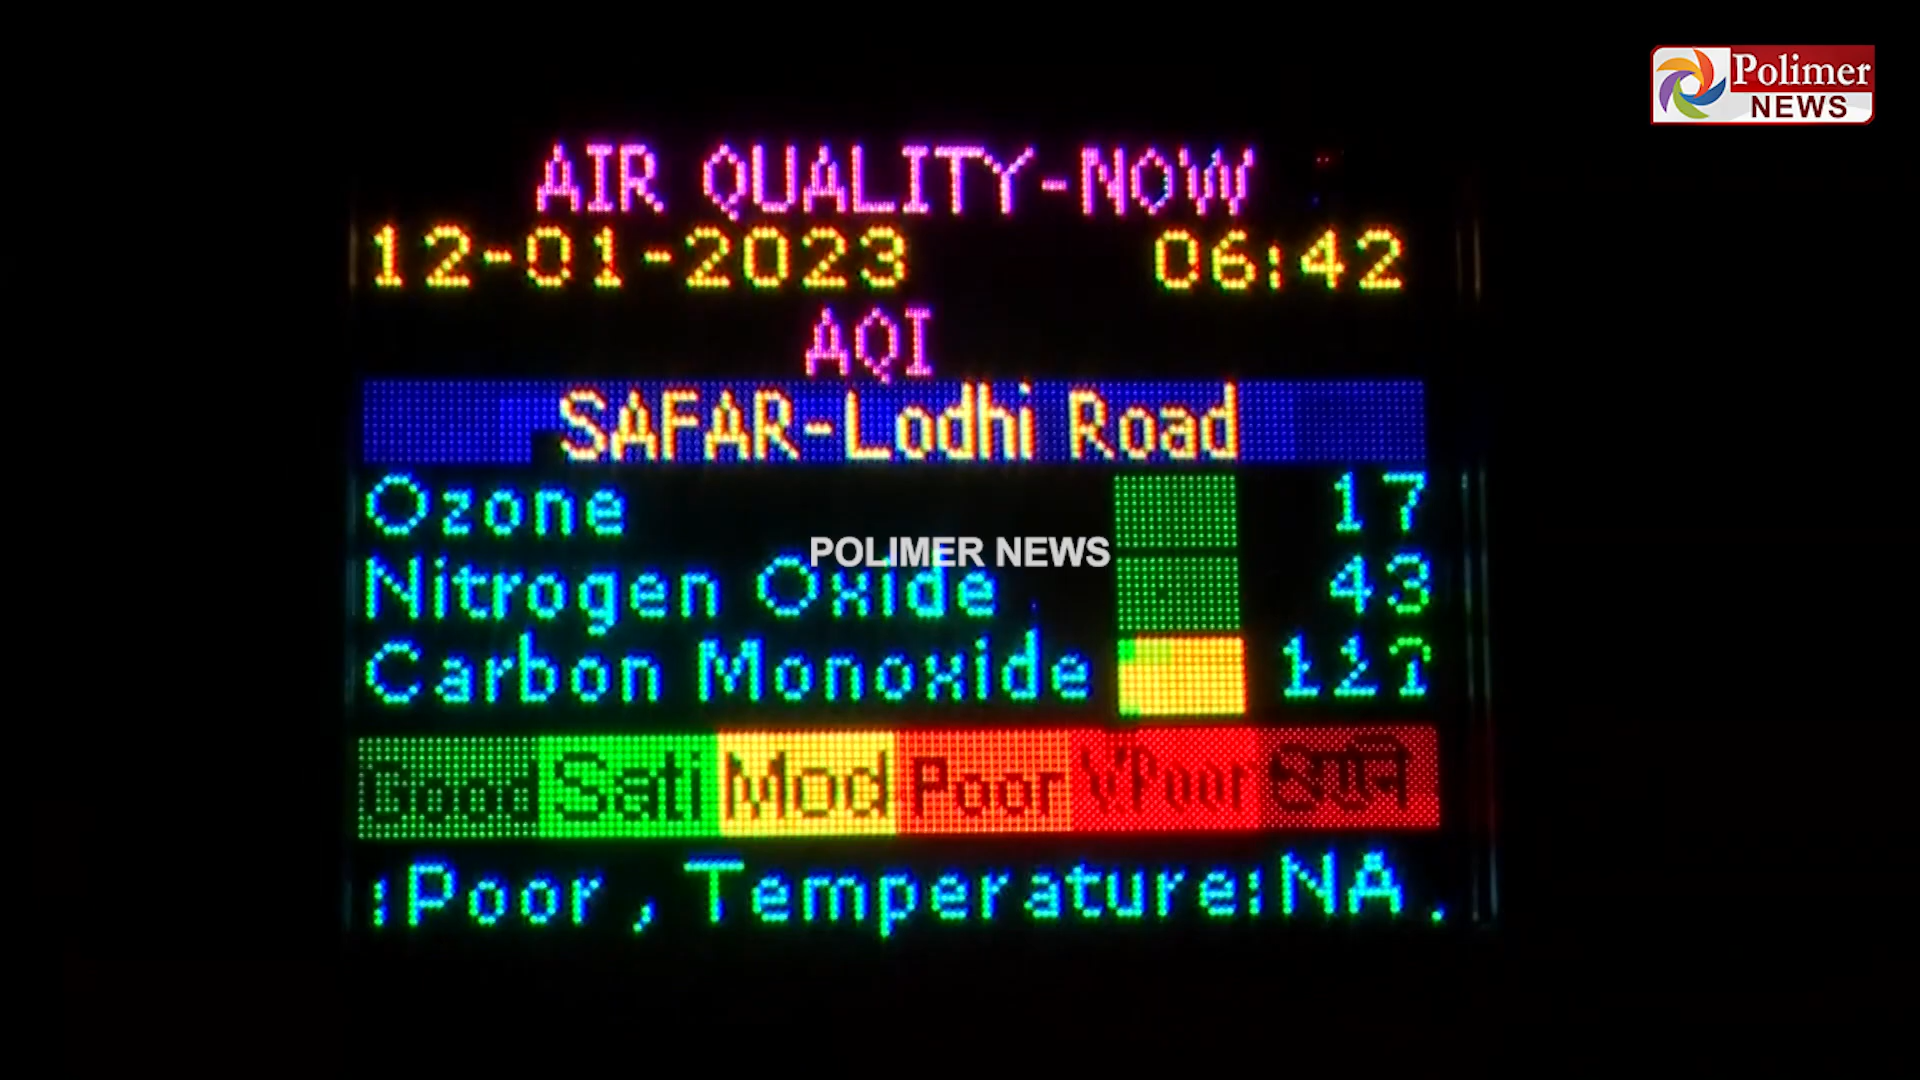 Polimer
NEWS
AIR QUALITY-NOW
12-01-2023 06:42
AQI
SAFAR-Lodhi Road
Ozone 17
POLIMER NEWS
Nitrogen Oxide 43
Carbon Monoxide
Good Sati Mod Poor VPoor
:Poor, Temperature:NA,